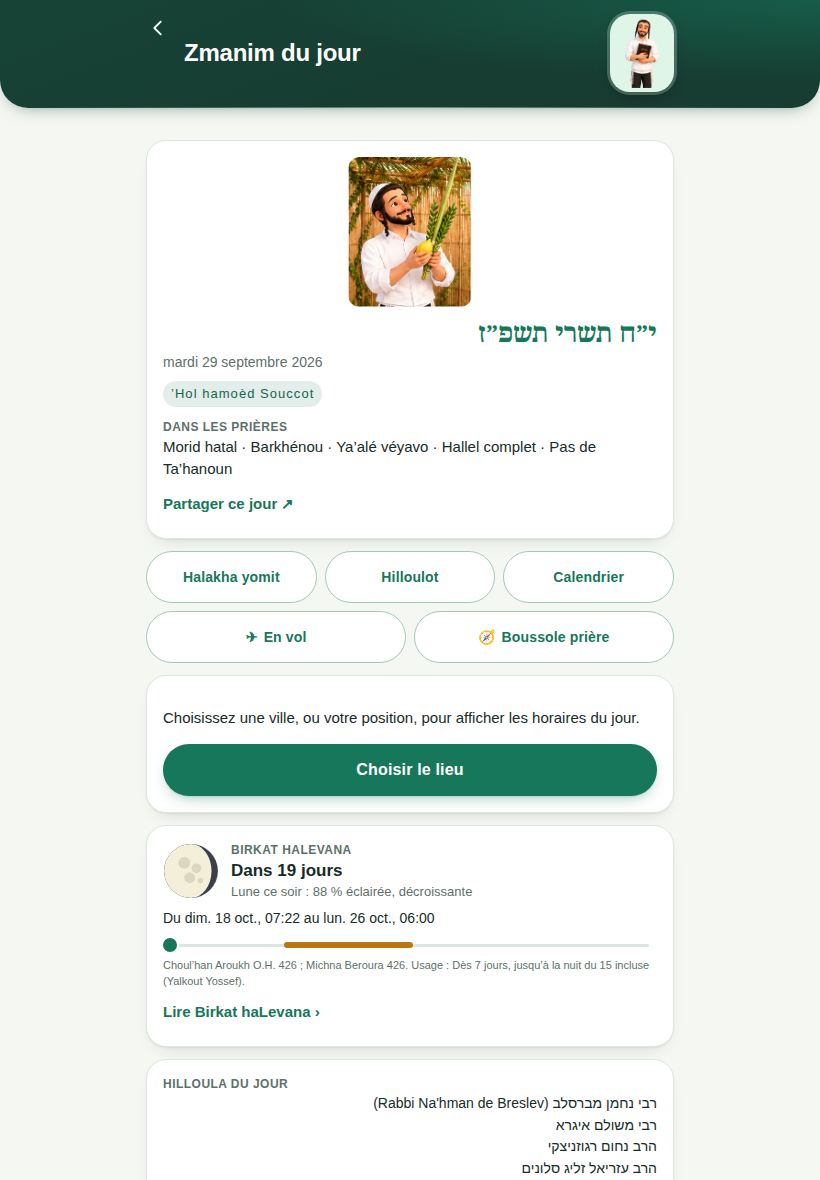 Zmanim du jour
י״ח תשרי תשפ״ז
mardi 29 septembre 2026
’Hol hamoèd Souccot
DANS LES PRIÈRES
Morid hatal · Barkhénou · Ya’alé véyavo · Hallel complet · Pas de
Ta’hanoun
Partager ce jour ↗
Halakha yomit
Hilloulot
Calendrier
✈ En vol
🧭 Boussole prière
Choisissez une ville, ou votre position, pour afficher les horaires du jour.
Choisir le lieu
BIRKAT HALEVANA
Dans 19 jours
Lune ce soir : 88 % éclairée, décroissante
Du dim. 18 oct., 07:22 au lun. 26 oct., 06:00
Choul’han Aroukh O.H. 426 ; Michna Beroura 426. Usage : Dès 7 jours, jusqu’à la nuit du 15 incluse
(Yalkout Yossef).
Lire Birkat haLevana ›
HILLOULA DU JOUR
רבי נחמן מברסלב (Rabbi Na'hman de Breslev)
רבי משולם איגרא
הרב נחום רגוזניצקי
הרב עזריאל זליג סלונים